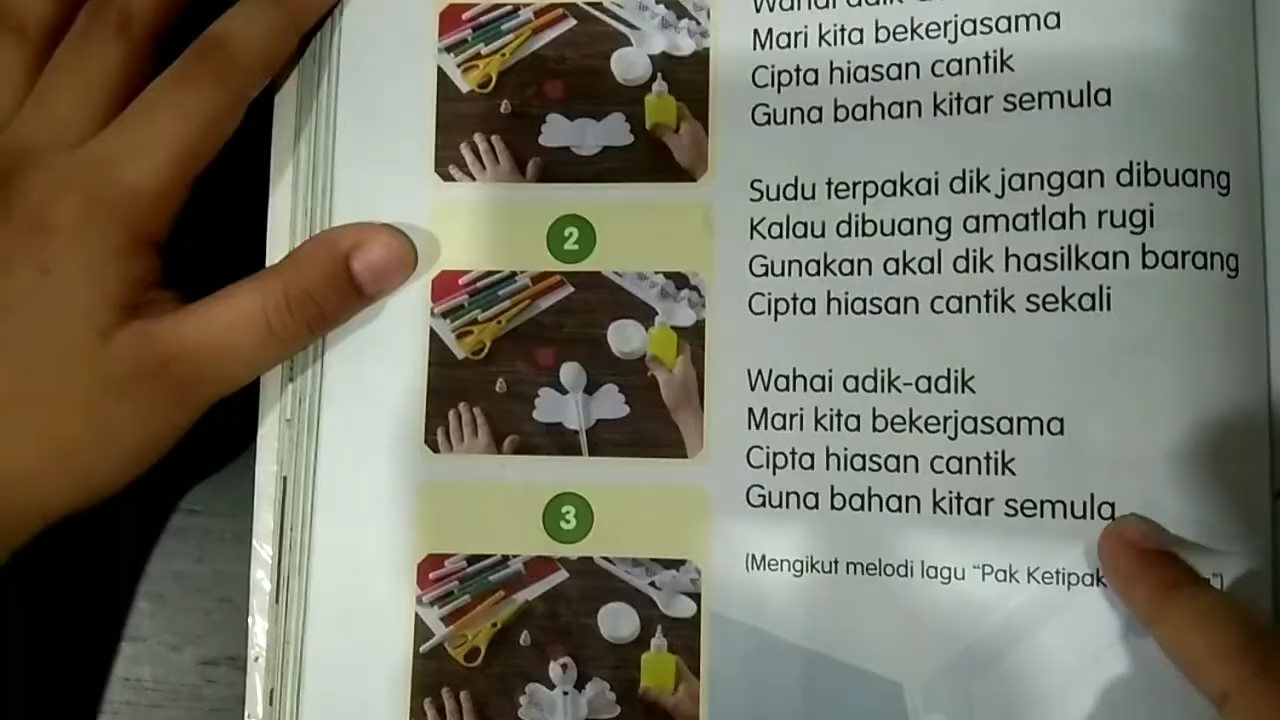 Mari kita bekerjasama
Cipta hiasan cantik
Guna bahan kitar semula
Sudu terpakai dik jangan dibuang
Kalau dibuang amatlah rugi
Gunakan akal dik hasilkan barang
Cipta hiasan cantik sekali
Wahai adik-adik
Mari kita bekerjasama
Cipta hiasan cantik
Guna bahan kitar semula
(Mengikut melodi lagu “Pak Ketipak
2
3